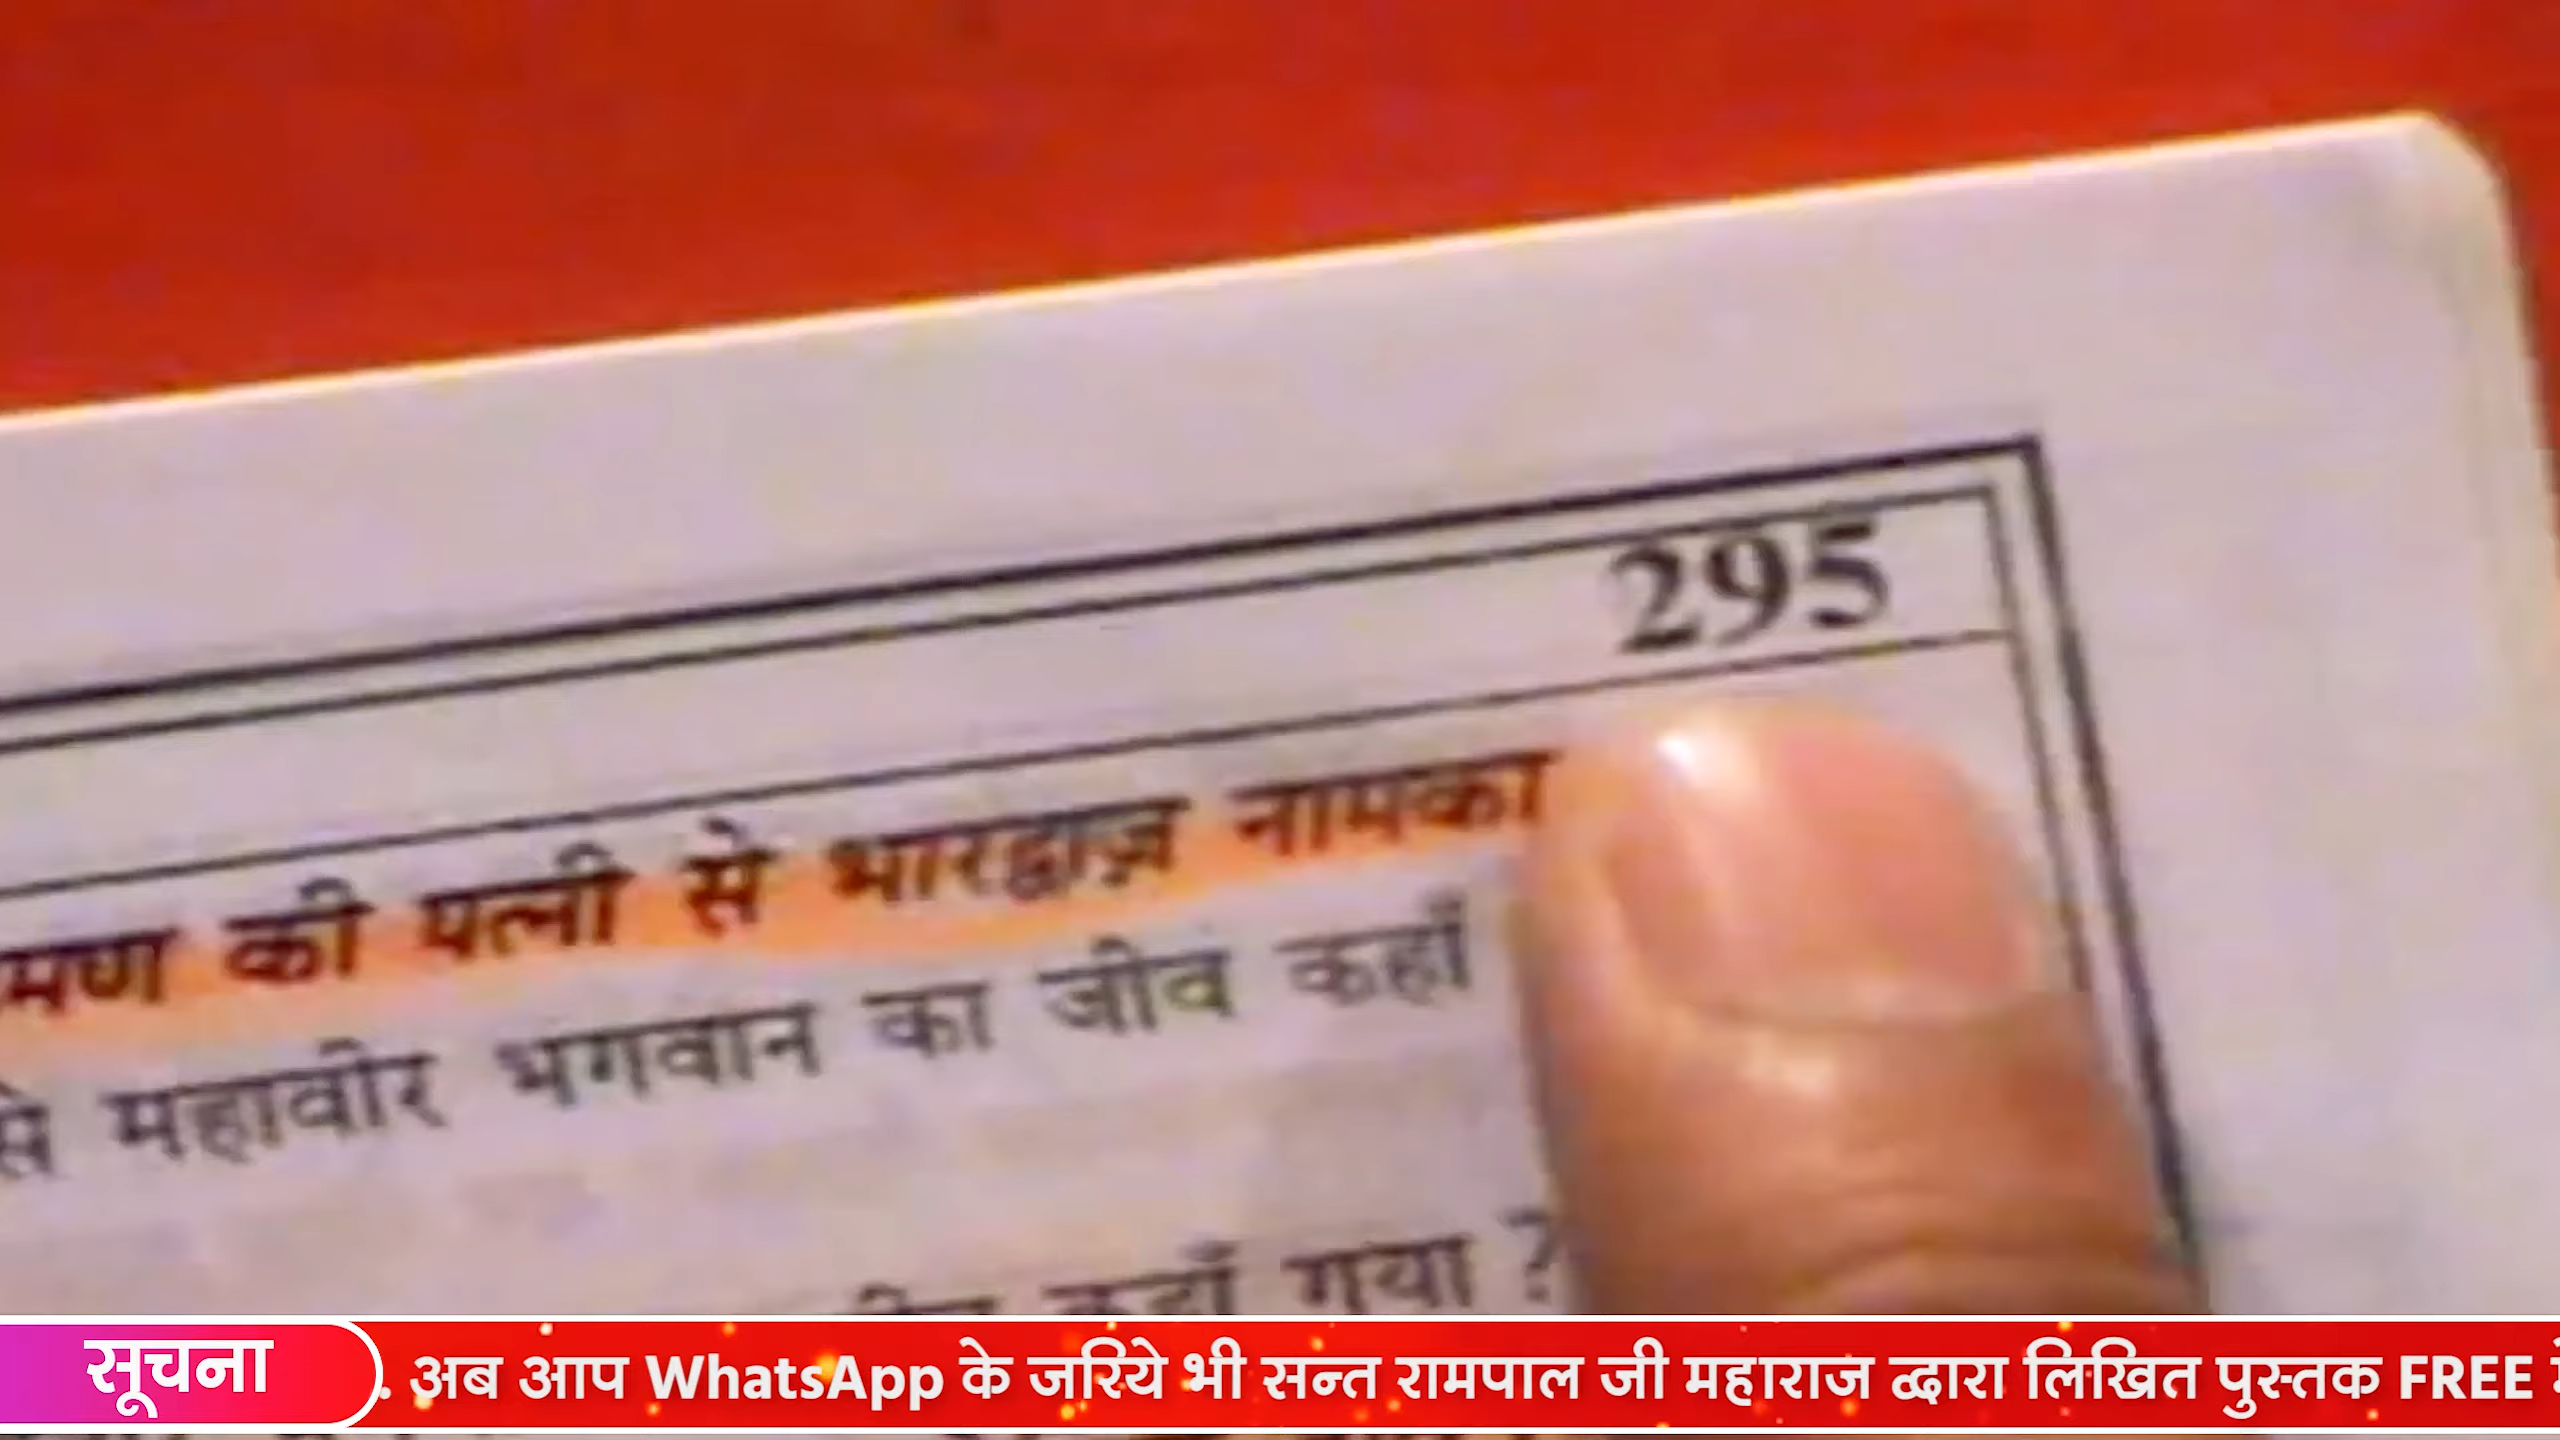 295
की पत्नी से भारद्वाज़ नामका
से महावीर भगवान का जीव कहाँ
कहाँ गया ?
सूचना
. अब आप WhatsApp के जरिये भी सन्त रामपाल जी महाराज द्वारा लिखित पुस्तक FREE